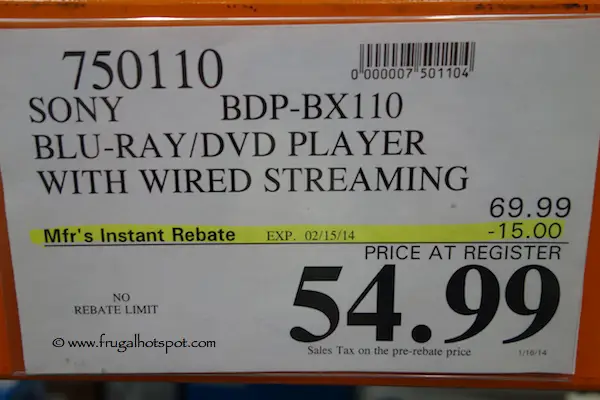 750110
0 000007 501104
SONY BDP-BX110
BLU-RAY/DVD PLAYER
WITH WIRED STREAMING
69.99
Mfr's Instant Rebate EXP. 02/15/14 -15.00
PRICE AT REGISTER
54.99
NO
REBATE LIMIT
© www.frugalhotspot.com
Sales Tax on the pre-rebate price 1/16/14